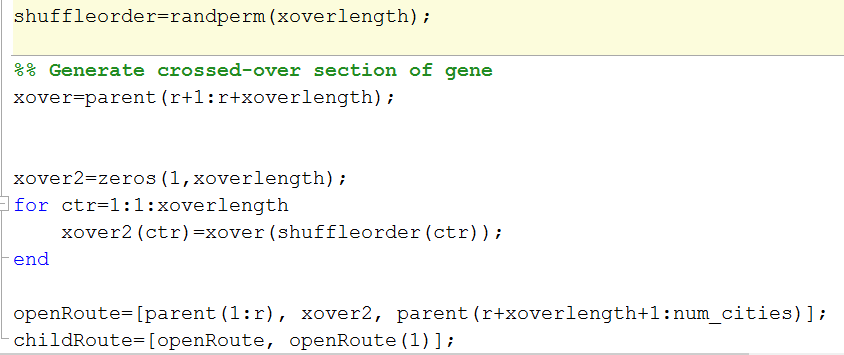 shuffleorder=randperm(xoverlength);
%% Generate crossed-over section of gene
xover=parent(r+1:r+xoverlength);
xover2=zeros(1,xoverlength);
for ctr=1:1:xoverlength
xover2(ctr)=xover(shuffleorder(ctr));
end
openRoute=[parent(1:r), xover2, parent(r+xoverlength+1:num_cities)];
childRoute=[openRoute, openRoute(1)];